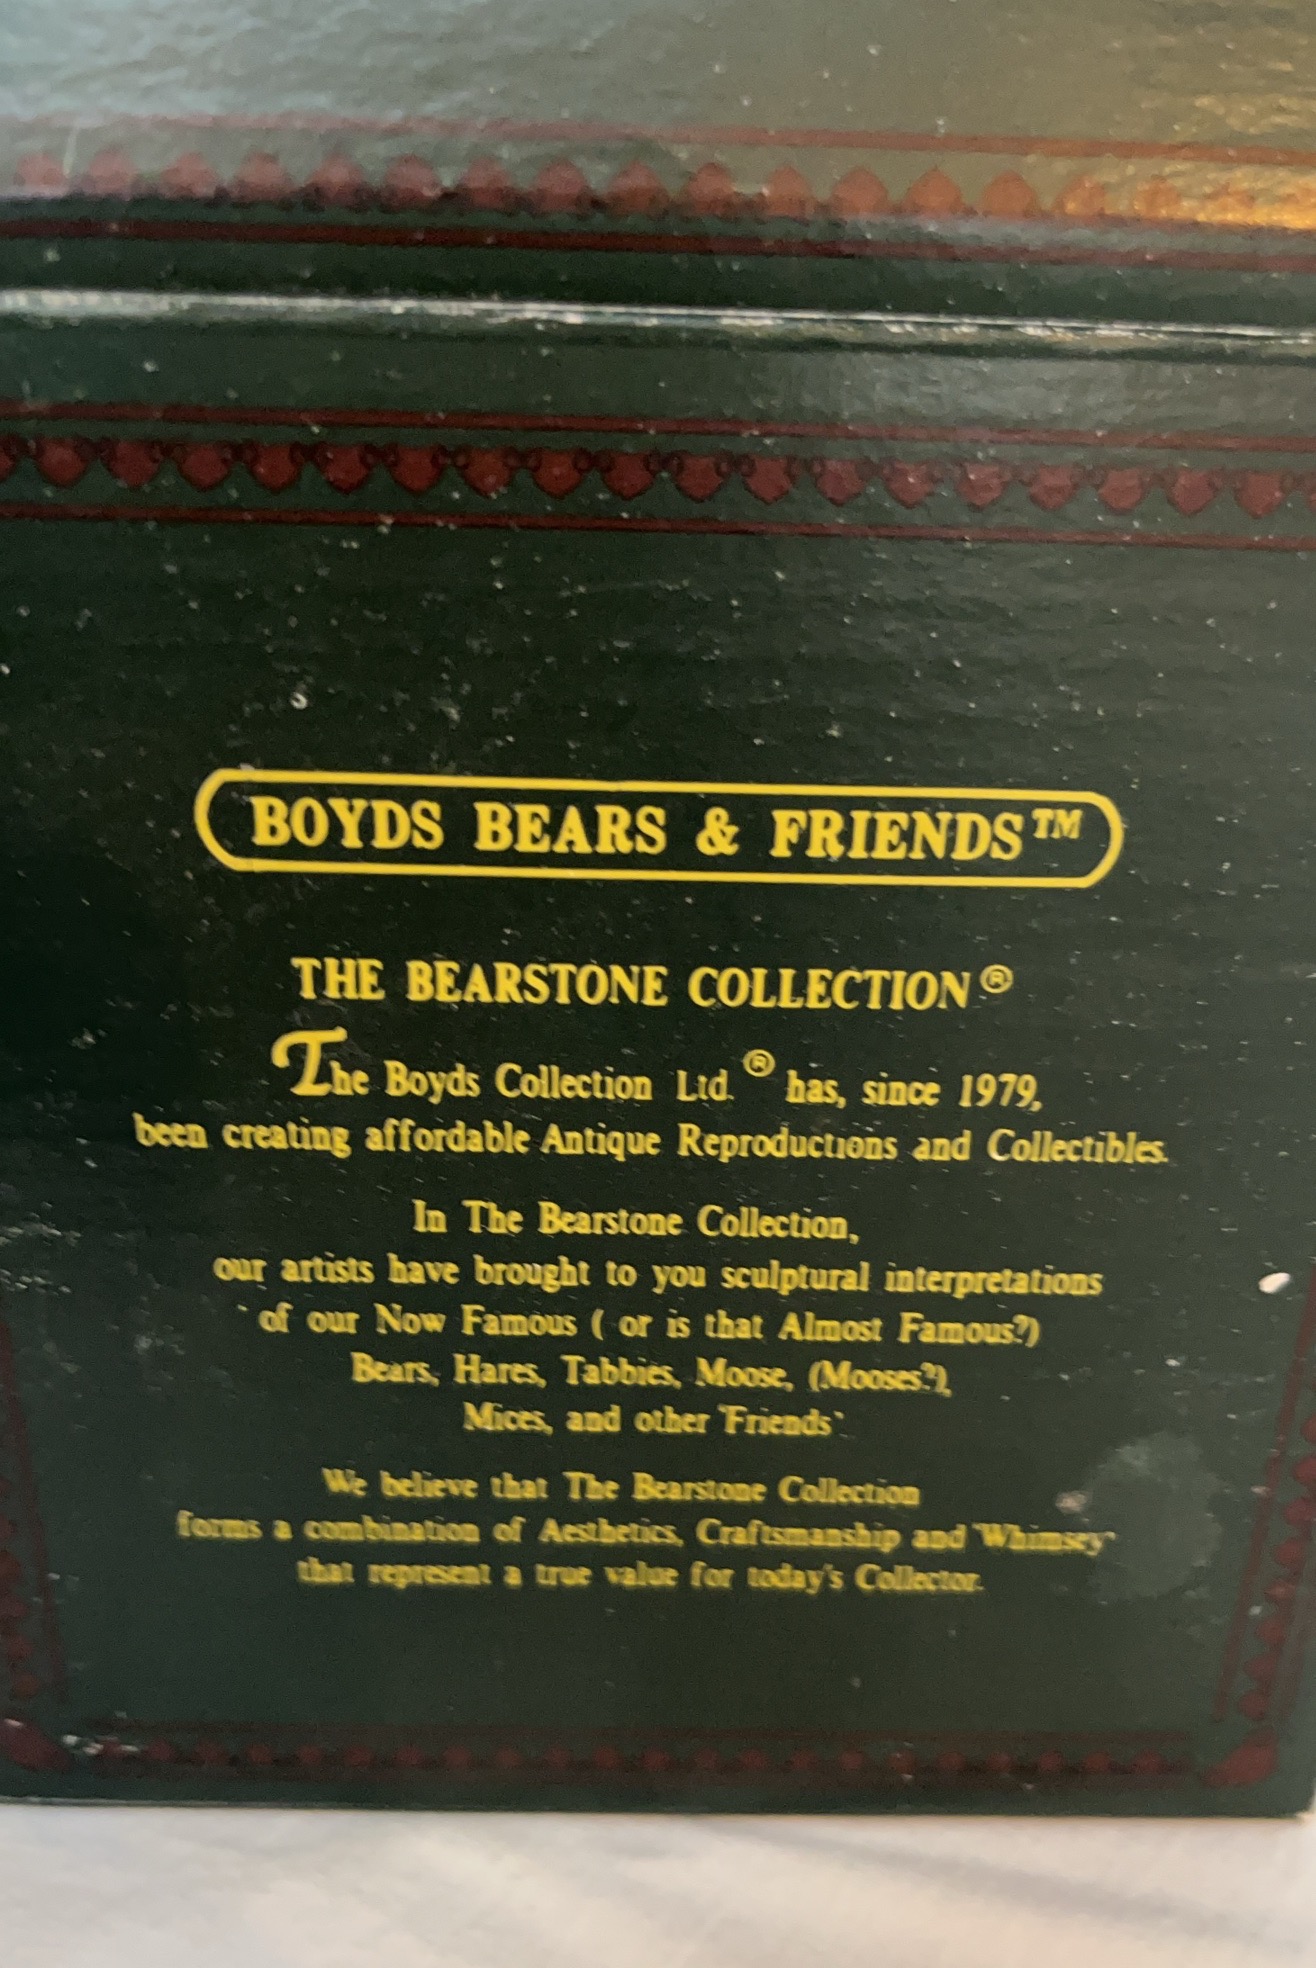 BOYDS BEARS & FRIENDS™
THE BEARSTONE COLLECTION®
The Boyds Collection Ltd.® has, since 1979,
been creating affordable Antique Reproductions and Collectibles.
In The Bearstone Collection,
our artists have brought to you sculptural interpretations
of our Now Famous ( or is that Almost Famous?)
Bears, Hares, Tabbies, Moose, (Mooses?),
Mices, and other "Friends".
We believe that The Bearstone Collection
forms a combination of Aesthetics, Craftsmanship and "Whimsey"
that represent a true value for today's Collector.